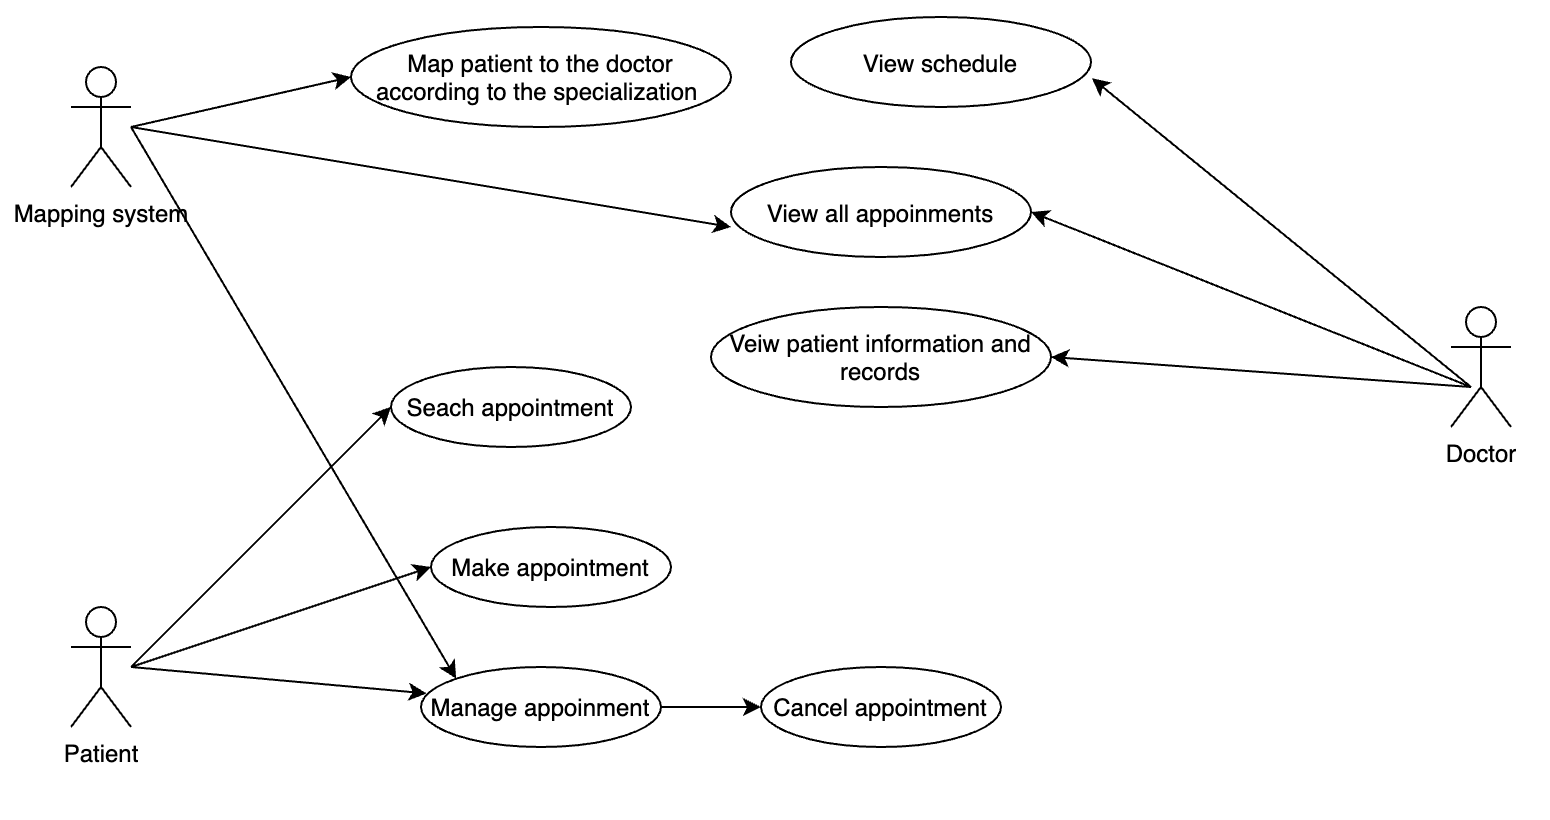 Map patient to the doctor
according to the specialization
View schedule
Mapping system
View all appoinments
Veiw patient information and
records
Seach appointment
Doctor
Make appointment
Manage appoinment
Cancel appointment
Patient